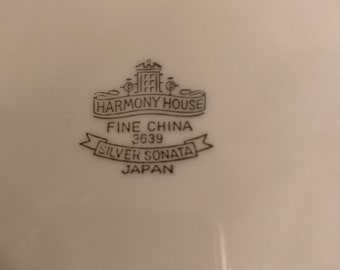 HARMONY HOUSE
FINE CHINA
3639
SILVER SONATA
JAPAN